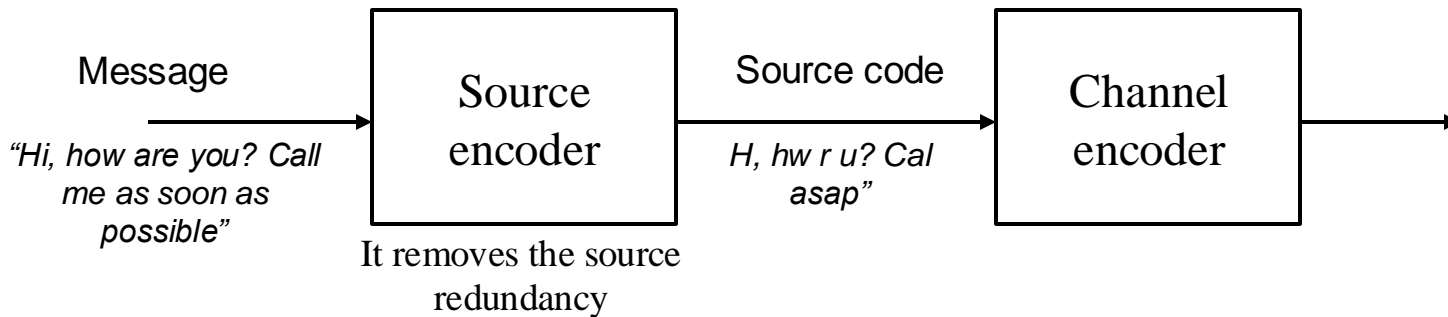 Message
“Hi, how are you? Call
me as soon as
possible”
Source
encoder
It removes the source
redundancy
Source code
H, hw r u? Cal
asap”
Channel
encoder